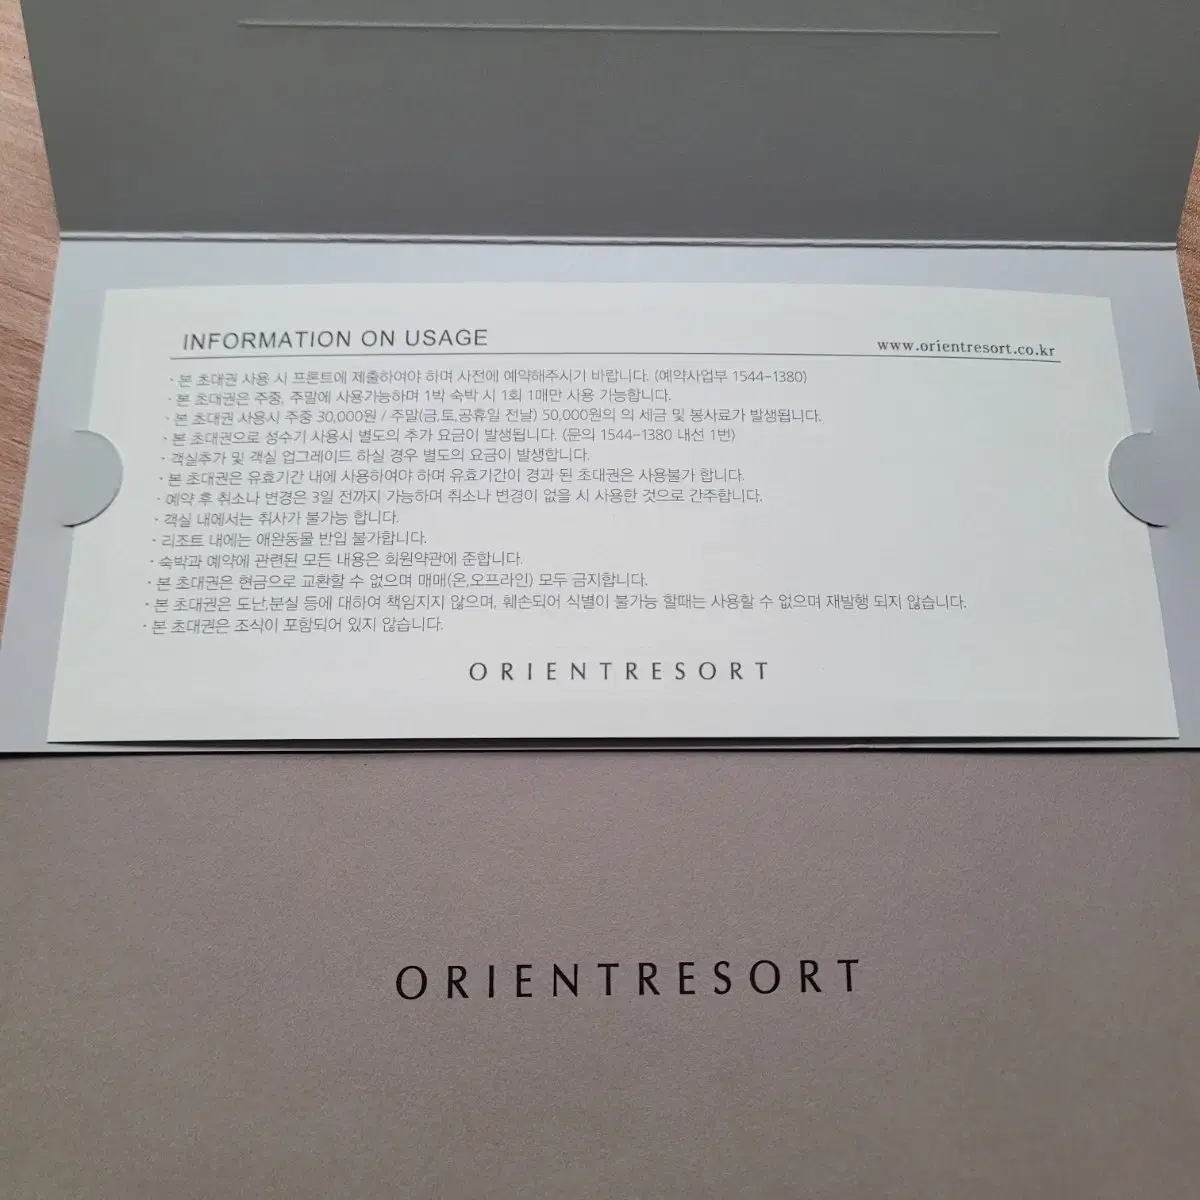 INFORMATION ON USAGE
www.orientresort.co.kr
· 본 초대권 사용 시 프론트에 제출하여야 하며 사전에 예약해주시기 바랍니다. (예약사업부 1544-1380)
· 본 초대권은 주중, 주말에 사용가능하며 1박 숙박 시 1회 1매만 사용 가능합니다.
· 본 초대권 사용시 주중 30,000원 / 주말(금,토,공휴일 전날) 50,000원의 의 세금 및 봉사료가 발생됩니다.
· 본 초대권으로 성수기 사용시 별도의 추가 요금이 발생됩니다. (문의 1544-1380 내선 1번)
· 객실추가 및 객실 업그레이드 하실 경우 별도의 요금이 발생합니다.
· 본 초대권은 유효기간 내에 사용하여야 하며 유효기간이 경과 된 초대권은 사용불가 합니다.
· 예약 후 취소나 변경은 3일 전까지 가능하며 취소나 변경이 없을 시 사용한 것으로 간주합니다.
· 객실 내에서는 취사가 불가능 합니다.
· 리조트 내에는 애완동물 반입 불가합니다.
· 숙박과 예약에 관련된 모든 내용은 회원약관에 준합니다.
· 본 초대권은 현금으로 교환할 수 없으며 매매(온,오프라인) 모두 금지합니다.
· 본 초대권은 도난,분실 등에 대하여 책임지지 않으며, 훼손되어 식별이 불가능 할때는 사용할 수 없으며 재발행 되지 않습니다.
· 본 초대권은 조식이 포함되어 있지 않습니다.
ORIENTRESORT
ORIENTRESORT